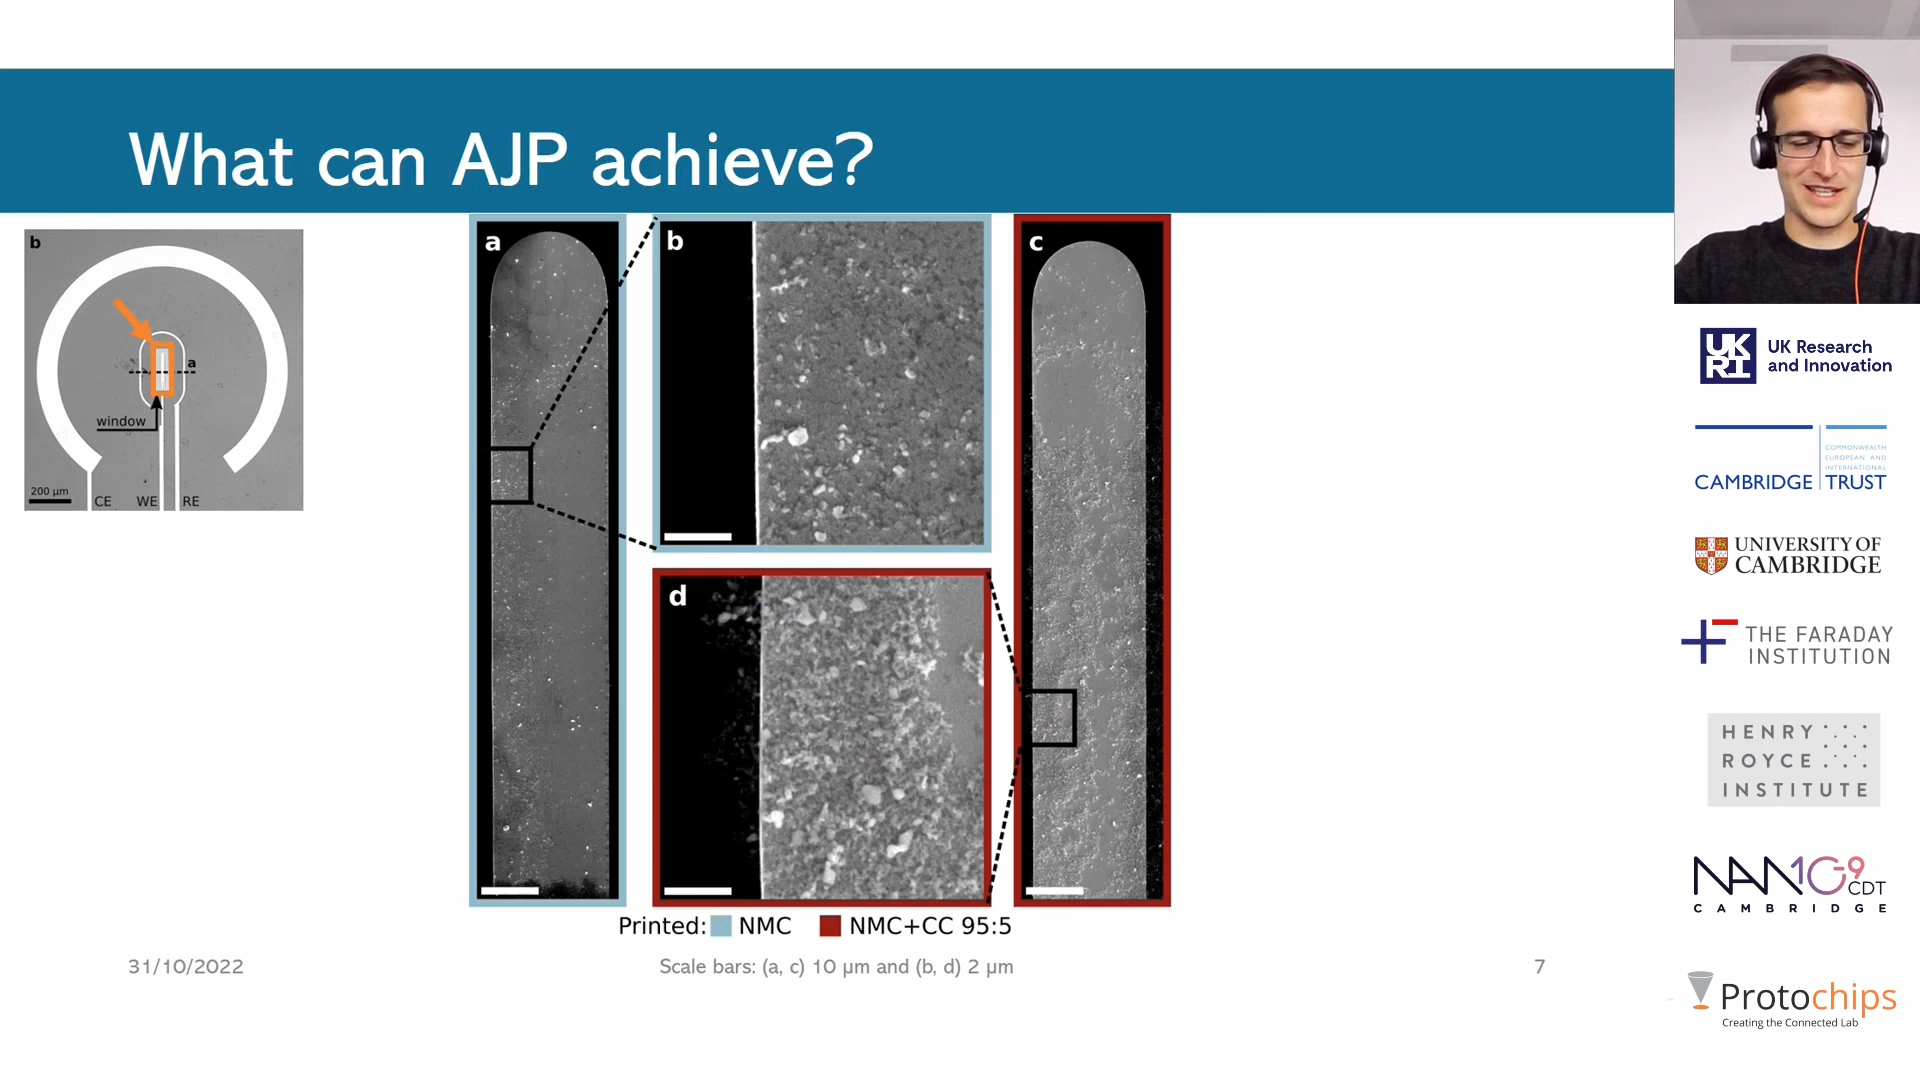 What can AJP achieve?
b
a
window
200 µm
CE WE RE
a
b
c
d
Printed: NMC NMC+CC 95:5
31/10/2022
Scale bars: (a, c) 10 µm and (b, d) 2 µm
7
UK
RI
UK Research
and Innovation
COMMONWEALTH
EUROPEAN AND
INTERNATIONAL
CAMBRIDGE TRUST
UNIVERSITY OF
CAMBRIDGE
THE FARADAY
INSTITUTION
HENRY
ROYCE
INSTITUTE
NAN10-9 CDT
CAMBRIDGE
Protochips
Creating the Connected Lab